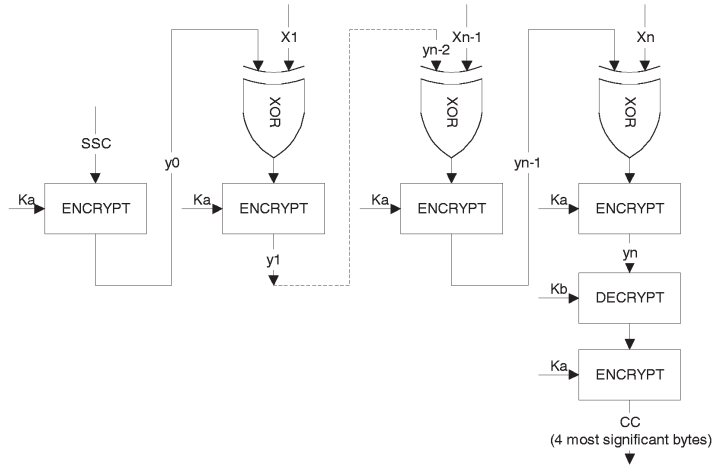 X1
Xn-1
Xn
yn-2
XOR
XOR
XOR
SSC
y0
yn-1
Ka
ENCRYPT
Ka
ENCRYPT
Ka
ENCRYPT
Ka
ENCRYPT
y1
yn
Kb
DECRYPT
Ka
ENCRYPT
CC
(4 most significant bytes)